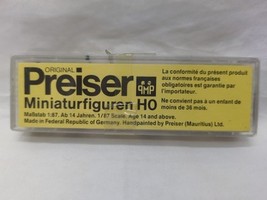 ORIGINAL
Preiser
PMP
Miniaturfiguren HO
Maßstab 1:87. Ab 14 Jahren. 1/87 Scale: Age 14 and above.
Made in Federal Republic of Germany. Handpainted by Preiser (Mauritius) Ltd.
La conformité du présent produit
aux normes françaises
obligatoires est garantie par
l'importateur.
Ne convient pas à un enfant de
moins de 36 mois.